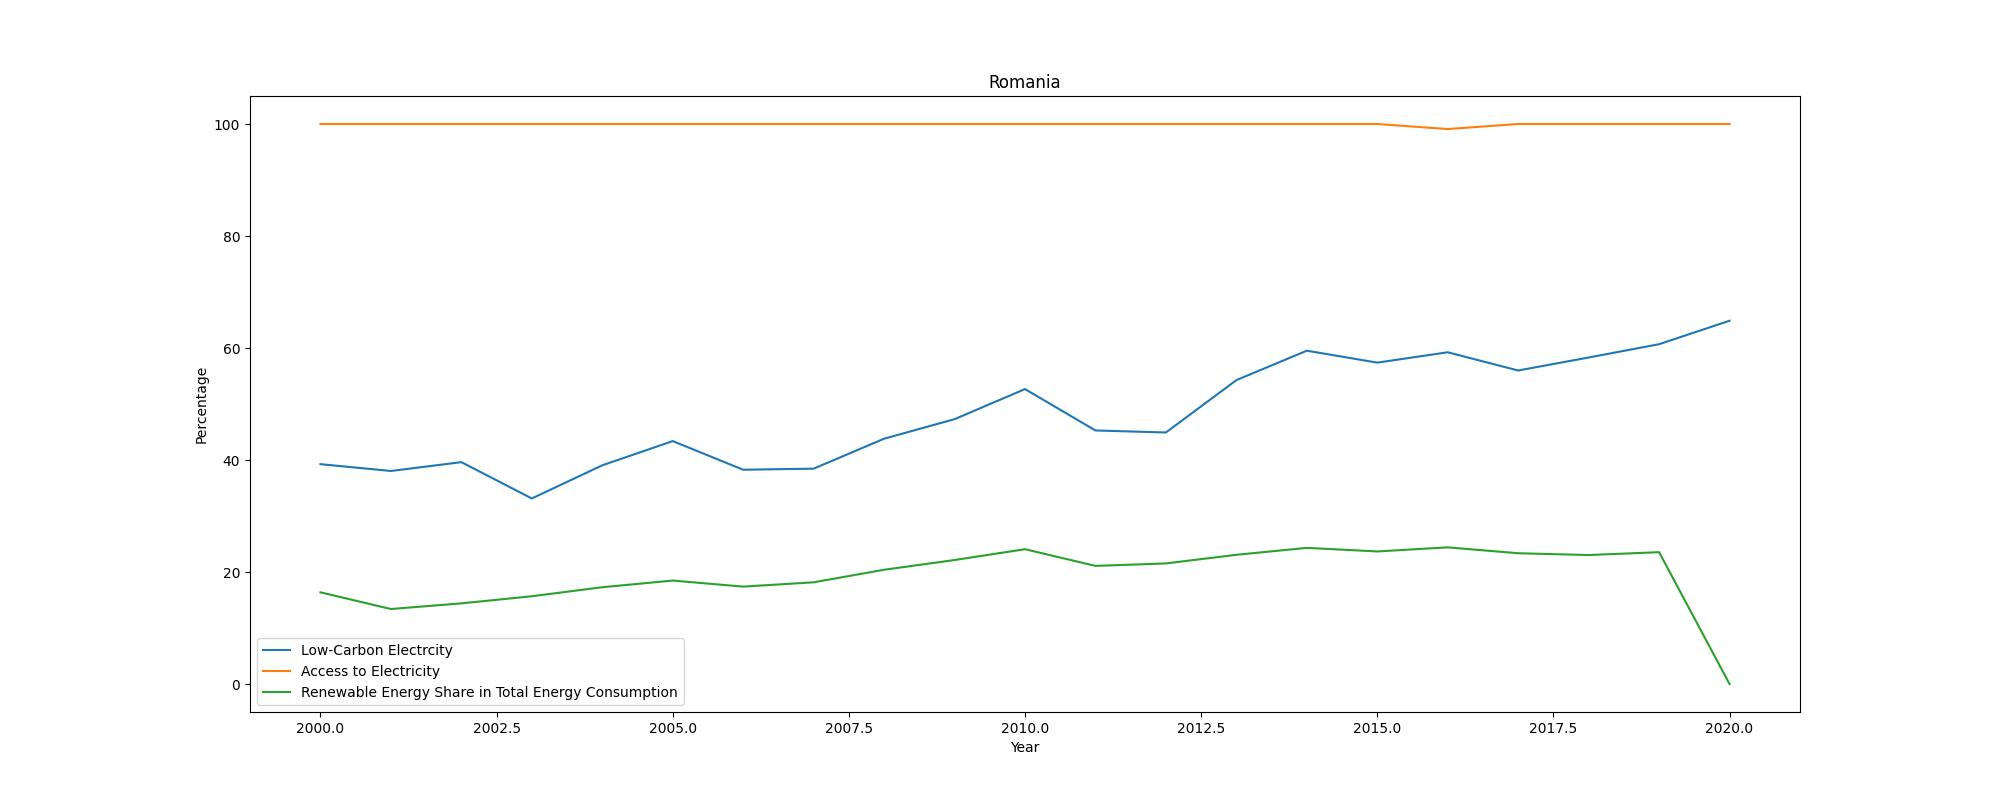 Romania
100
80
60
40
20
0
Percentage
Low-Carbon Electrcity
Access to Electricity
Renewable Energy Share in Total Energy Consumption
2000.0 2002.5 2005.0 2007.5 2010.0 2012.5 2015.0 2017.5 2020.0
Year